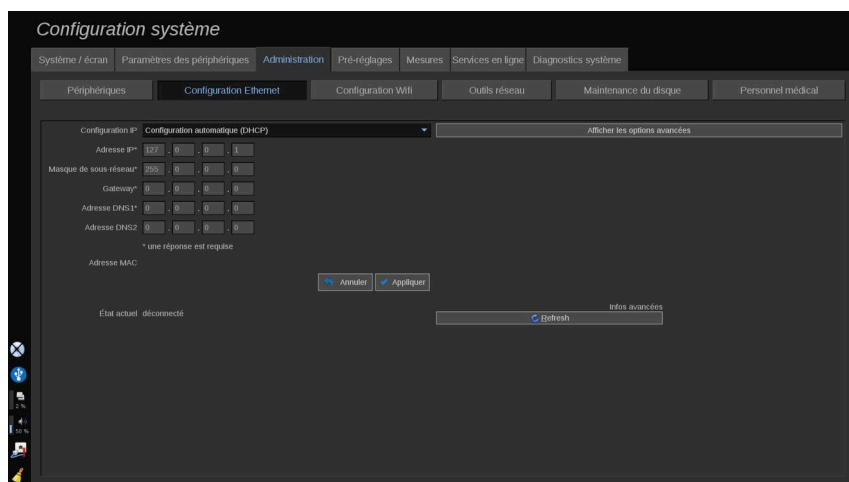 Configuration système
Système / écran Paramètres des périphériques Administration Pré-réglages Mesures Services en ligne Diagnostics système
Périphériques Configuration Ethernet Configuration Wifi Outils réseau Maintenance du disque Personnel médical
Configuration IP Configuration automatique (DHCP) Afficher les options avancées
Adresse IP* 127 . 0 . 0 . 1
Masque de sous-réseau* 255 . 0 . 0 . 0
Gateway* 0 . 0 . 0 . 0
Adresse DNS1* 0 . 0 . 0 . 0
Adresse DNS2 0 . 0 . 0 . 0
* une réponse est requise
Adresse MAC
Annuler Appliquer
Infos avancées
État actuel déconnecté
Refresh
2 %
50 %